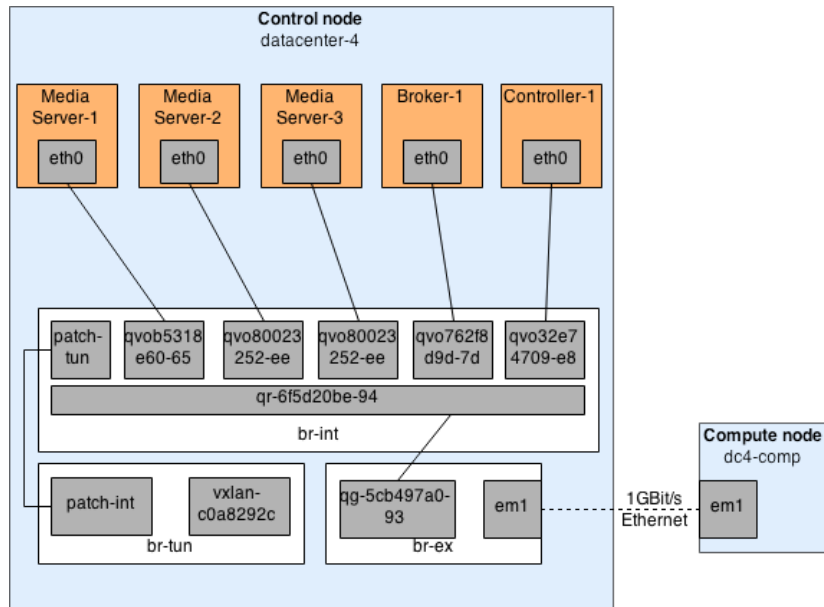 Control node
datacenter-4
Media
Server-1
Media
Server-2
Media
Server-3
Broker-1
Controller-1
eth0
eth0
eth0
eth0
eth0
patch-
tun
qvob5318
e60-65
qvo80023
252-ee
qvo80023
252-ee
qvo762f8
d9d-7d
qvo32e7
4709-e8
qr-6f5d20be-94
br-int
Compute node
dc4-comp
patch-int
vxlan-
c0a8292c
br-tun
qg-5cb497a0-
93
em1
br-ex
1GBit/s
Ethernet
em1